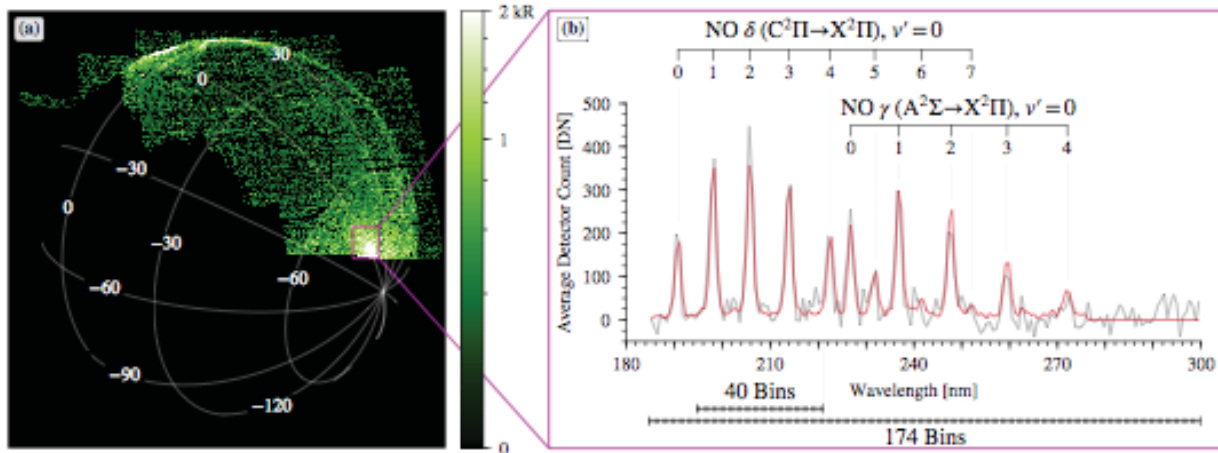 (a)
30
0
−30
0
−30
−60
−60
−90
−120
2 kR
1
0
(b)
NO δ (C²Π→X²Π), ν′ = 0
0 1 2 3 4 5 6 7
NO γ (A²Σ→X²Π), ν′ = 0
0 1 2 3 4
Average Detector Count [DN]
500
400
300
200
100
0
180 210 240 270 300
Wavelength [nm]
40 Bins
174 Bins